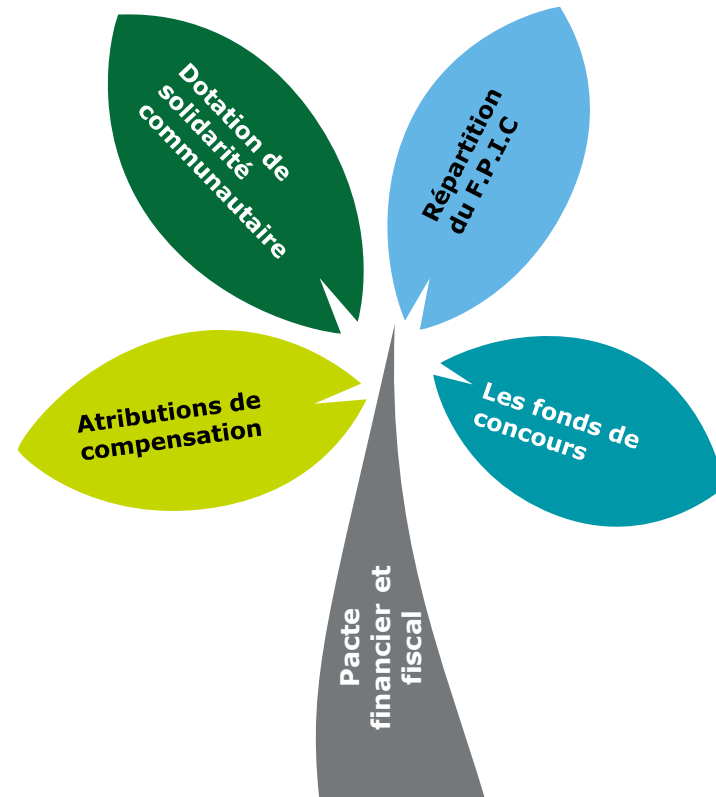 Dotation de
solidarité
communautaire
Répartition
du F.P.I.C
Atributions de
compensation
Les fonds de
concours
Pacte
financier et
fiscal